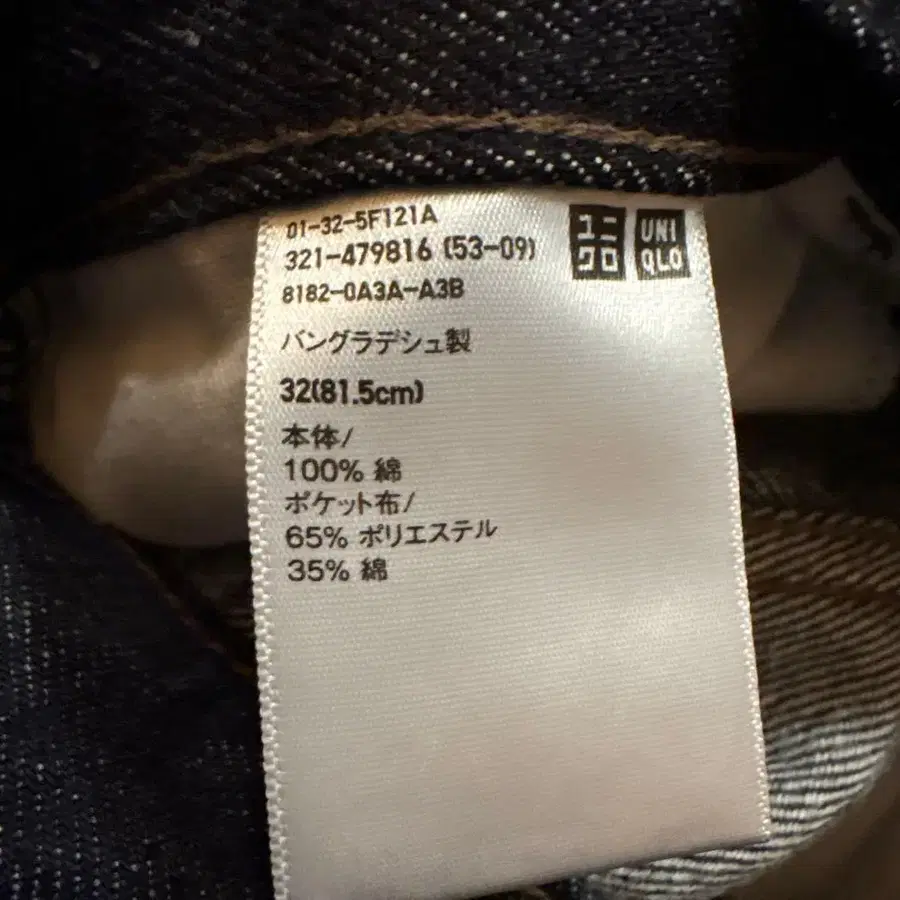 01-32-5F121A
321-479816 (53-09)
8182-0A3A-A3B
ユニクロ
UNIQLO
バングラデシュ製
32(81.5cm)
本体/
100% 綿
ポケット布/
65% ポリエステル
35% 綿